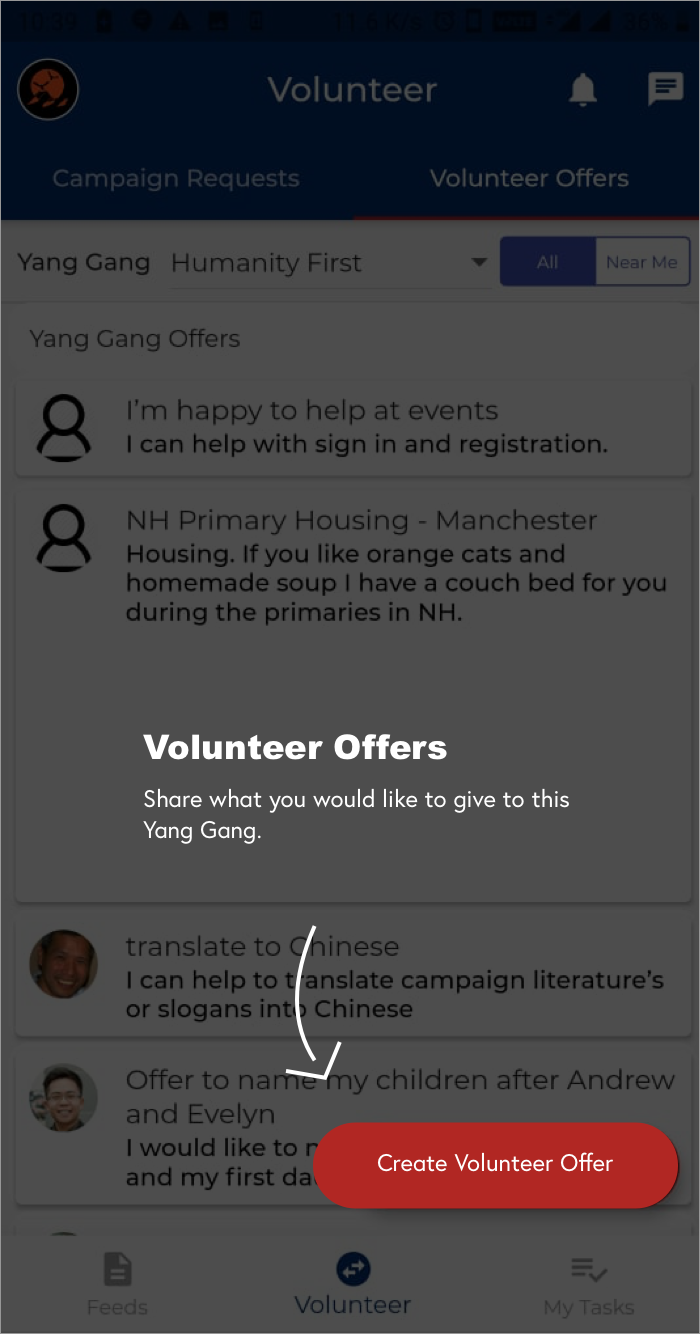 10:39 11.6 K/s 36%
Volunteer
Campaign Requests Volunteer Offers
Yang Gang Humanity First All Near Me
Yang Gang Offers
I'm happy to help at events
I can help with sign in and registration.
NH Primary Housing - Manchester
Housing. If you like orange cats and
homemade soup I have a couch bed for you
during the primaries in NH.
Volunteer Offers
Share what you would like to give to this
Yang Gang.
translate to Chinese
I can help to translate campaign literature's
or slogans into Chinese
Offer to name my children after Andrew
and Evelyn
I would like to
and my first
Create Volunteer Offer
Feeds Volunteer My Tasks